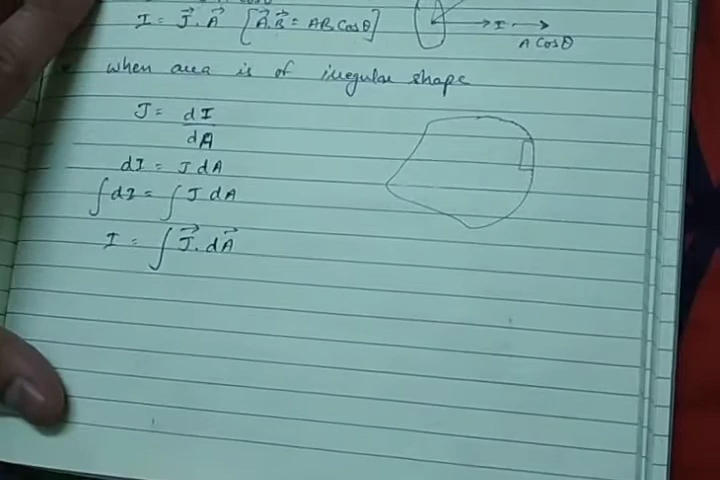 I = J⃗ . A⃗ [A⃗.B⃗ = AB Cosθ]
I
A Cosθ
when area is of irregular shape
J = dI/dA
dI = J dA
∫dI = ∫ J dA
I = ∫ J⃗ . dA⃗